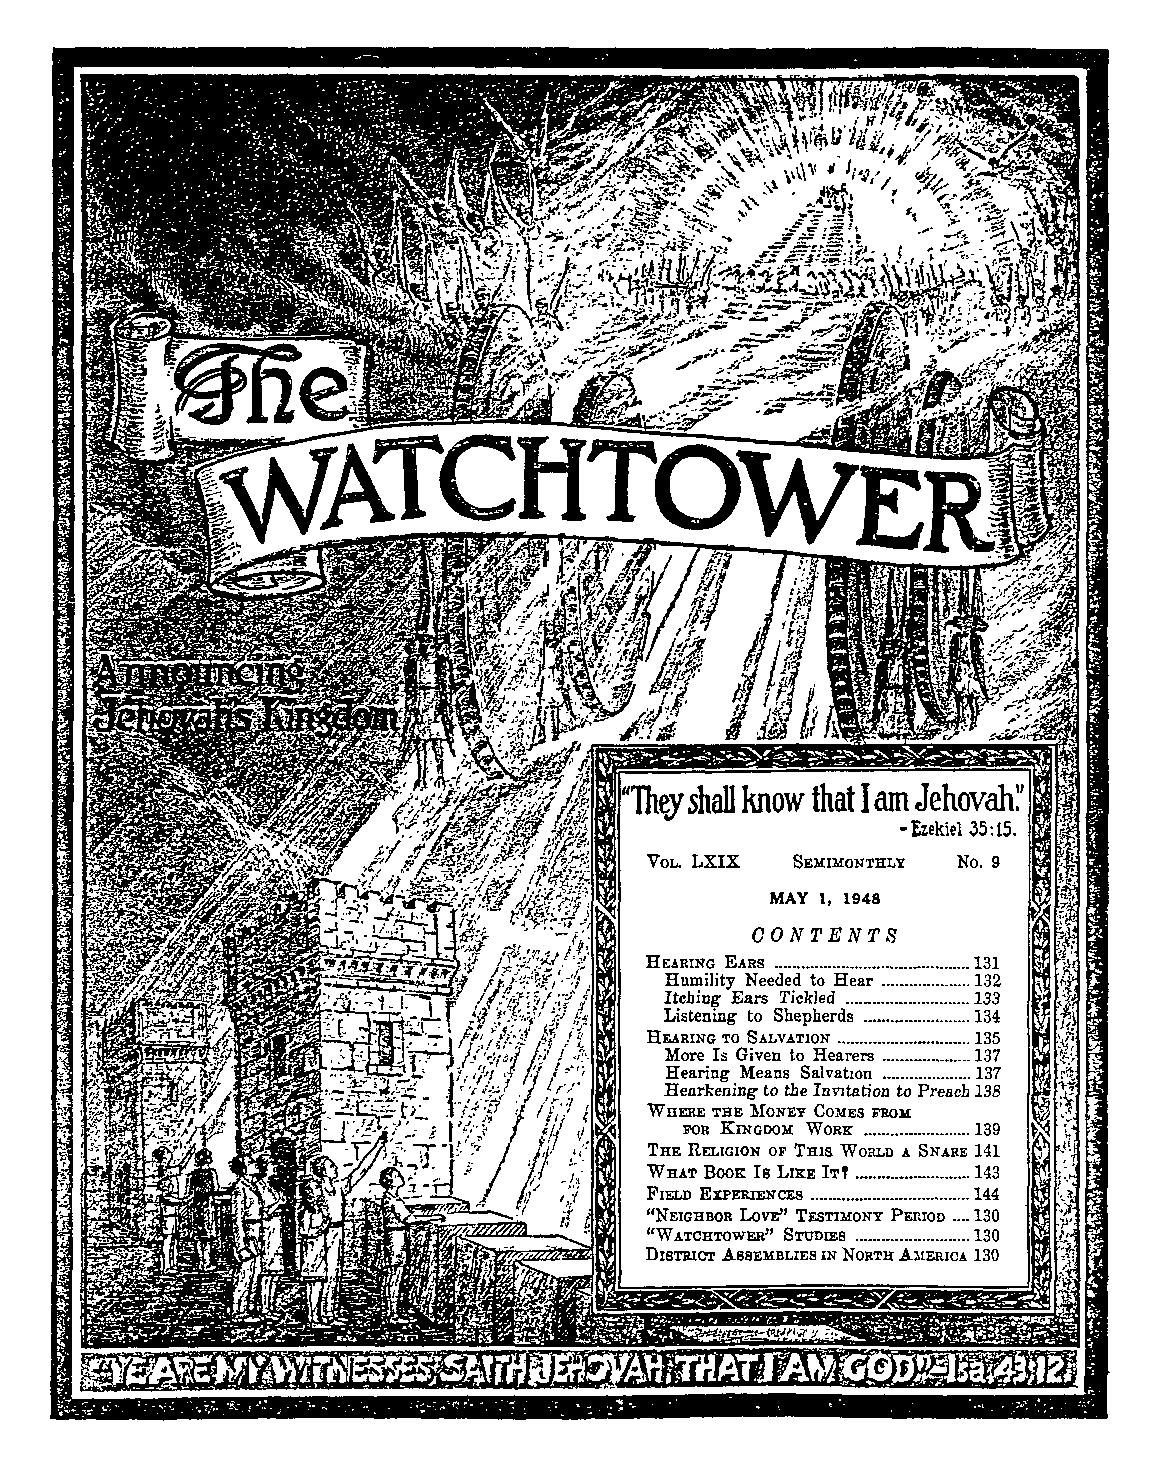 The
WATCHTOWER
Announcing
Jehovah's Kingdom
"They shall know that I am Jehovah."
- Ezekiel 35:15.
VOL. LXIX SEMIMONTHLY No. 9
MAY 1, 1948
CONTENTS
HEARING EARS ........................................ 131
Humility Needed to Hear ................... 132
Itching Ears Tickled .......................... 133
Listening to Shepherds ...................... 134
HEARING TO SALVATION ........................... 135
More Is Given to Hearers .................. 137
Hearing Means Salvation .................. 137
Hearkening to the Invitation to Preach 138
WHERE THE MONEY COMES FROM
FOR KINGDOM WORK ...................... 139
THE RELIGION OF THIS WORLD A SNARE 141
WHAT BOOK IS LIKE IT? ........................ 143
FIELD EXPERIENCES ................................ 144
"NEIGHBOR LOVE" TESTIMONY PERIOD .... 130
"WATCHTOWER" STUDIES ........................ 130
DISTRICT ASSEMBLIES IN NORTH AMERICA 130
"YE ARE MY WITNESSES, SAITH JEHOVAH, THAT I AM GOD."-Isa. 43:12